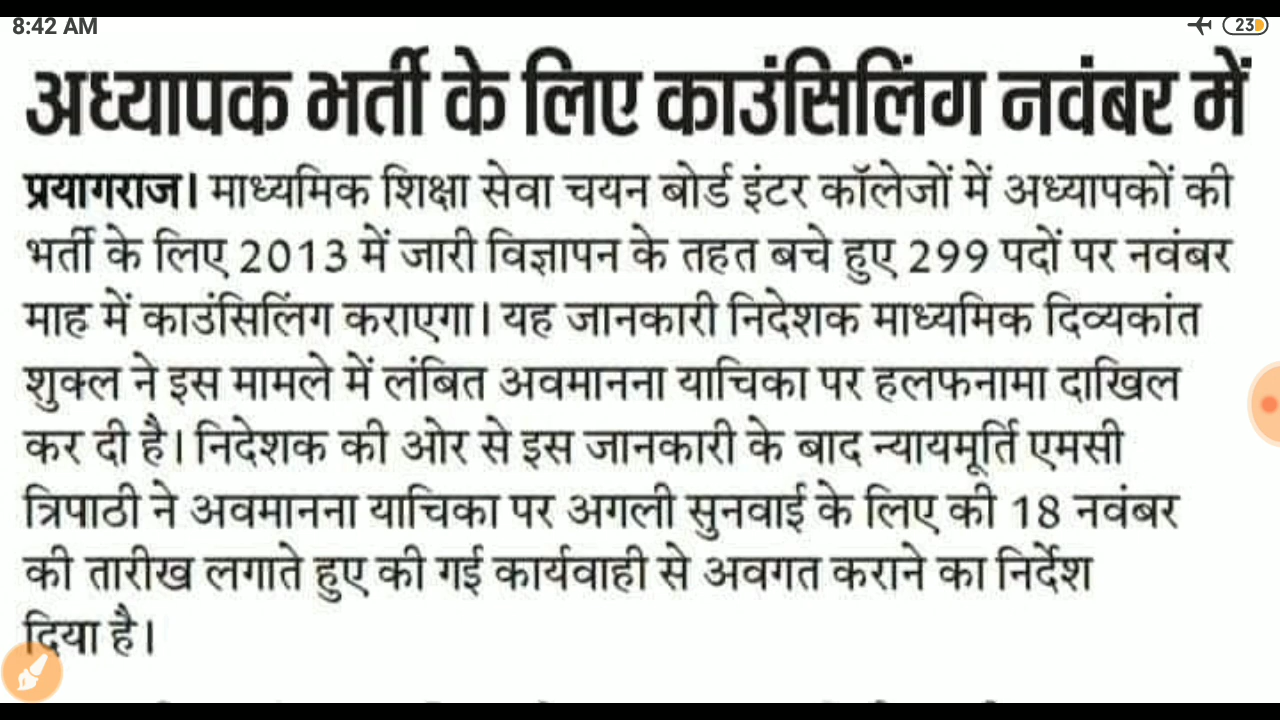 8:42 AM
23
अध्यापक भर्ती के लिए काउंसिलिंग नवंबर में
प्रयागराज। माध्यमिक शिक्षा सेवा चयन बोर्ड इंटर कॉलेजों में अध्यापकों की
भर्ती के लिए 2013 में जारी विज्ञापन के तहत बचे हुए 299 पदों पर नवंबर
माह में काउंसिलिंग कराएगा। यह जानकारी निदेशक माध्यमिक दिव्यकांत
शुक्ल ने इस मामले में लंबित अवमानना याचिका पर हलफनामा दाखिल
कर दी है। निदेशक की ओर से इस जानकारी के बाद न्यायमूर्ति एमसी
त्रिपाठी ने अवमानना याचिका पर अगली सुनवाई के लिए की 18 नवंबर
की तारीख लगाते हुए की गई कार्यवाही से अवगत कराने का निर्देश
दिया है।